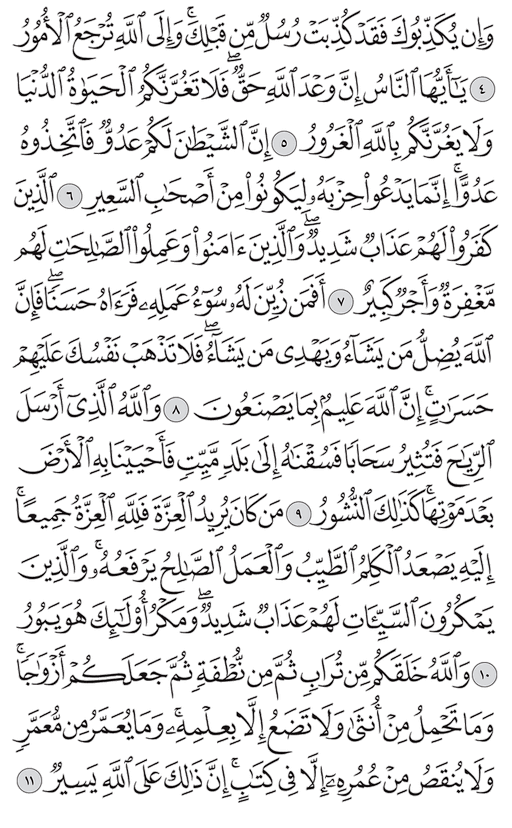 وَإِن يُكَذِّبُوكَ فَقَدْ كُذِّبَتْ رُسُلٌ مِّن قَبْلِكَ ۚ وَإِلَى ٱللَّهِ تُرْجَعُ ٱلْأُمُورُ
٤ يَـٰٓأَيُّهَا ٱلنَّاسُ إِنَّ وَعْدَ ٱللَّهِ حَقٌّ ۖ فَلَا تَغُرَّنَّكُمُ ٱلْحَيَوٰةُ ٱلدُّنْيَا
وَلَا يَغُرَّنَّكُم بِٱللَّهِ ٱلْغَرُورُ ٥ إِنَّ ٱلشَّيْطَـٰنَ لَكُمْ عَدُوٌّ فَٱتَّخِذُوهُ
عَدُوًّا ۚ إِنَّمَا يَدْعُوا۟ حِزْبَهُۥ لِيَكُونُوا۟ مِنْ أَصْحَـٰبِ ٱلسَّعِيرِ ٦ ٱلَّذِينَ
كَفَرُوا۟ لَهُمْ عَذَابٌ شَدِيدٌ ۖ وَٱلَّذِينَ ءَامَنُوا۟ وَعَمِلُوا۟ ٱلصَّـٰلِحَـٰتِ لَهُم
مَّغْفِرَةٌ وَأَجْرٌ كَبِيرٌ ٧ أَفَمَن زُيِّنَ لَهُۥ سُوٓءُ عَمَلِهِۦ فَرَءَاهُ حَسَنًا ۖ فَإِنَّ
ٱللَّهَ يُضِلُّ مَن يَشَآءُ وَيَهْدِى مَن يَشَآءُ ۖ فَلَا تَذْهَبْ نَفْسُكَ عَلَيْهِمْ
حَسَرَٰتٍ ۚ إِنَّ ٱللَّهَ عَلِيمٌۢ بِمَا يَصْنَعُونَ ٨ وَٱللَّهُ ٱلَّذِىٓ أَرْسَلَ
ٱلرِّيَـٰحَ فَتُثِيرُ سَحَابًا فَسُقْنَـٰهُ إِلَىٰ بَلَدٍ مَّيِّتٍ فَأَحْيَيْنَا بِهِ ٱلْأَرْضَ
بَعْدَ مَوْتِهَا ۚ كَذَٰلِكَ ٱلنُّشُورُ ٩ مَن كَانَ يُرِيدُ ٱلْعِزَّةَ فَلِلَّهِ ٱلْعِزَّةُ جَمِيعًا ۚ
إِلَيْهِ يَصْعَدُ ٱلْكَلِمُ ٱلطَّيِّبُ وَٱلْعَمَلُ ٱلصَّـٰلِحُ يَرْفَعُهُۥ ۚ وَٱلَّذِينَ
يَمْكُرُونَ ٱلسَّيِّـَٔاتِ لَهُمْ عَذَابٌ شَدِيدٌ ۖ وَمَكْرُ أُو۟لَـٰٓئِكَ هُوَ يَبُورُ
١٠ وَٱللَّهُ خَلَقَكُم مِّن تُرَابٍ ثُمَّ مِن نُّطْفَةٍ ثُمَّ جَعَلَكُمْ أَزْوَٰجًا ۚ
وَمَا تَحْمِلُ مِنْ أُنثَىٰ وَلَا تَضَعُ إِلَّا بِعِلْمِهِۦ ۚ وَمَا يُعَمَّرُ مِن مُّعَمَّرٍ
وَلَا يُنقَصُ مِنْ عُمُرِهِۦٓ إِلَّا فِى كِتَـٰبٍ ۚ إِنَّ ذَٰلِكَ عَلَى ٱللَّهِ يَسِيرٌ ١١